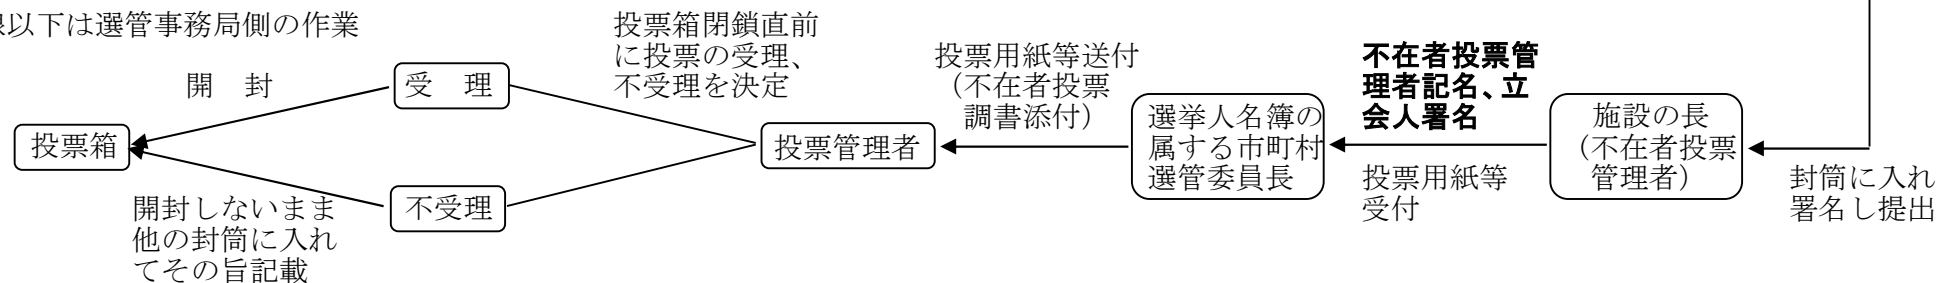 線以下は選管事務局側の作業
投票箱閉鎖直前
に投票の受理、
不受理を決定
開　封
受　理
投票箱
不受理
開封しないまま
他の封筒に入れ
てその旨記載
投票管理者
投票用紙等送付
（不在者投票
調書添付）
選挙人名簿の
属する市町村
選管委員長
不在者投票管
理者記名、立
会人署名
投票用紙等
受付
施設の長
（不在者投票
管理者）
封筒に入れ
署名し提出